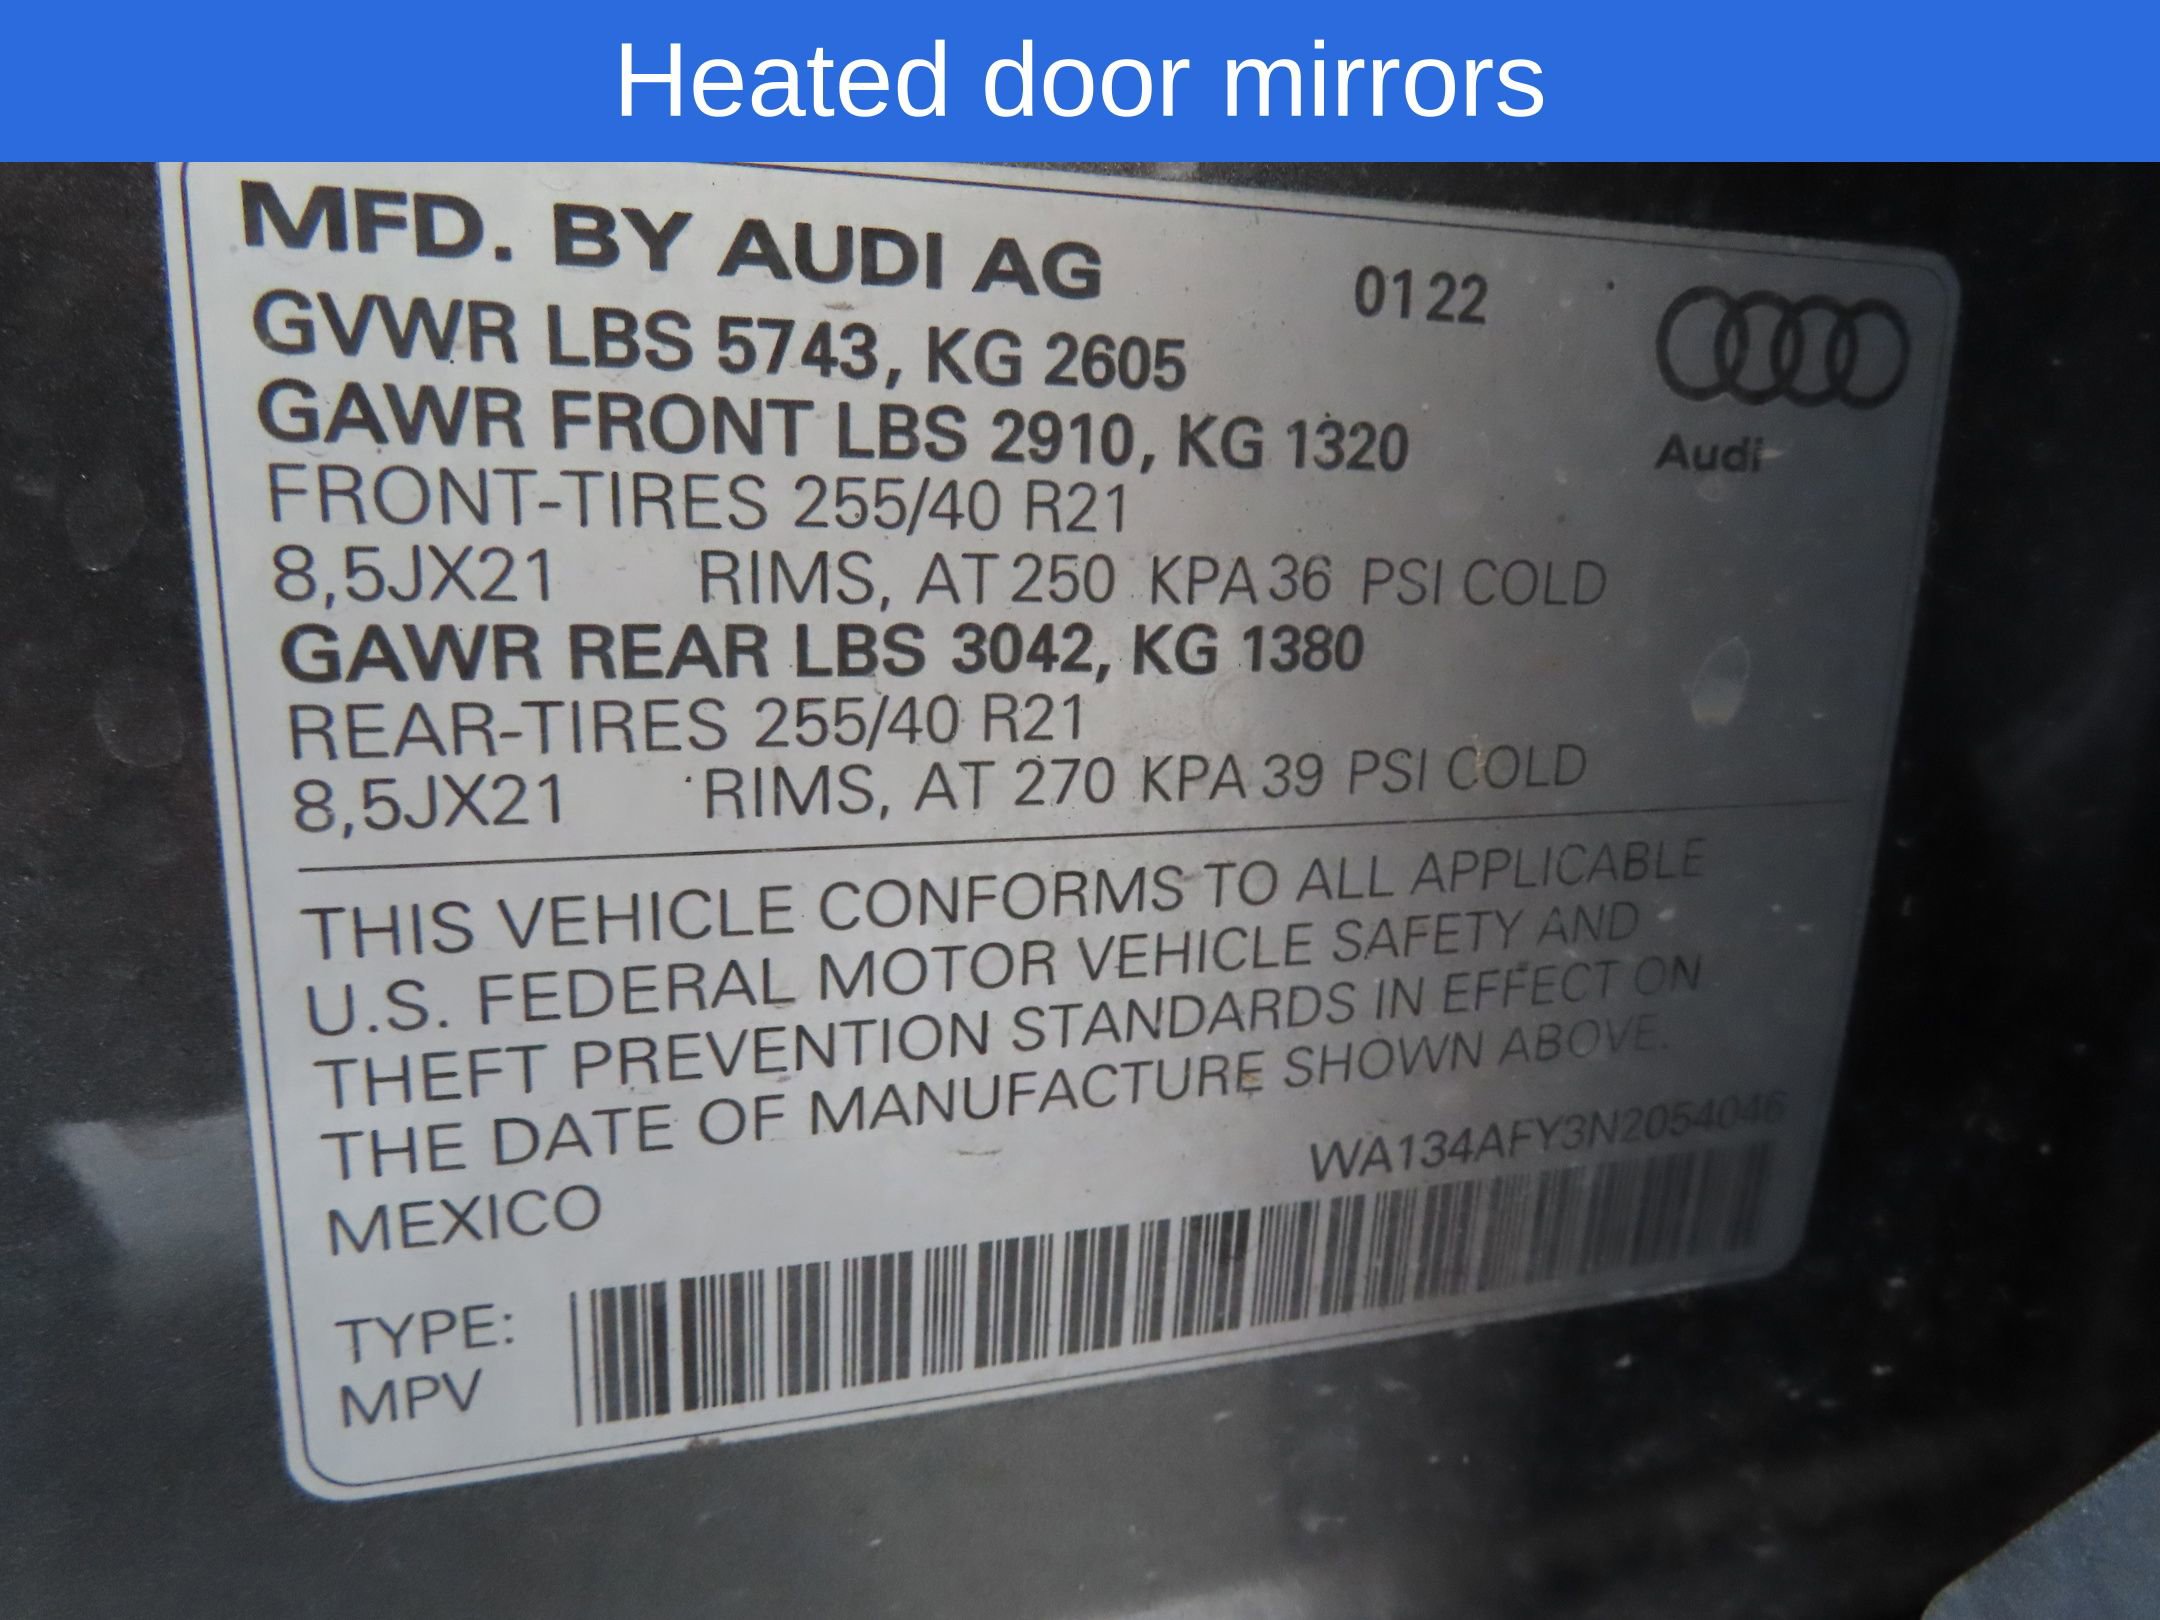 Heated door mirrors
MFD. BY AUDI AG 0122
GVWR LBS 5743, KG 2605
GAWR FRONT LBS 2910, KG 1320
Audi
FRONT-TIRES 255/40 R21
8,5JX21 RIMS, AT 250 KPA 36 PSI COLD
GAWR REAR LBS 3042, KG 1380
REAR-TIRES 255/40 R21
8,5JX21 RIMS, AT 270 KPA 39 PSI COLD
THIS VEHICLE CONFORMS TO ALL APPLICABLE
U.S. FEDERAL MOTOR VEHICLE SAFETY AND
THEFT PREVENTION STANDARDS IN EFFECT ON
THE DATE OF MANUFACTURE SHOWN ABOVE.
WA134AFY3N2054046
MEXICO
TYPE:
MPV